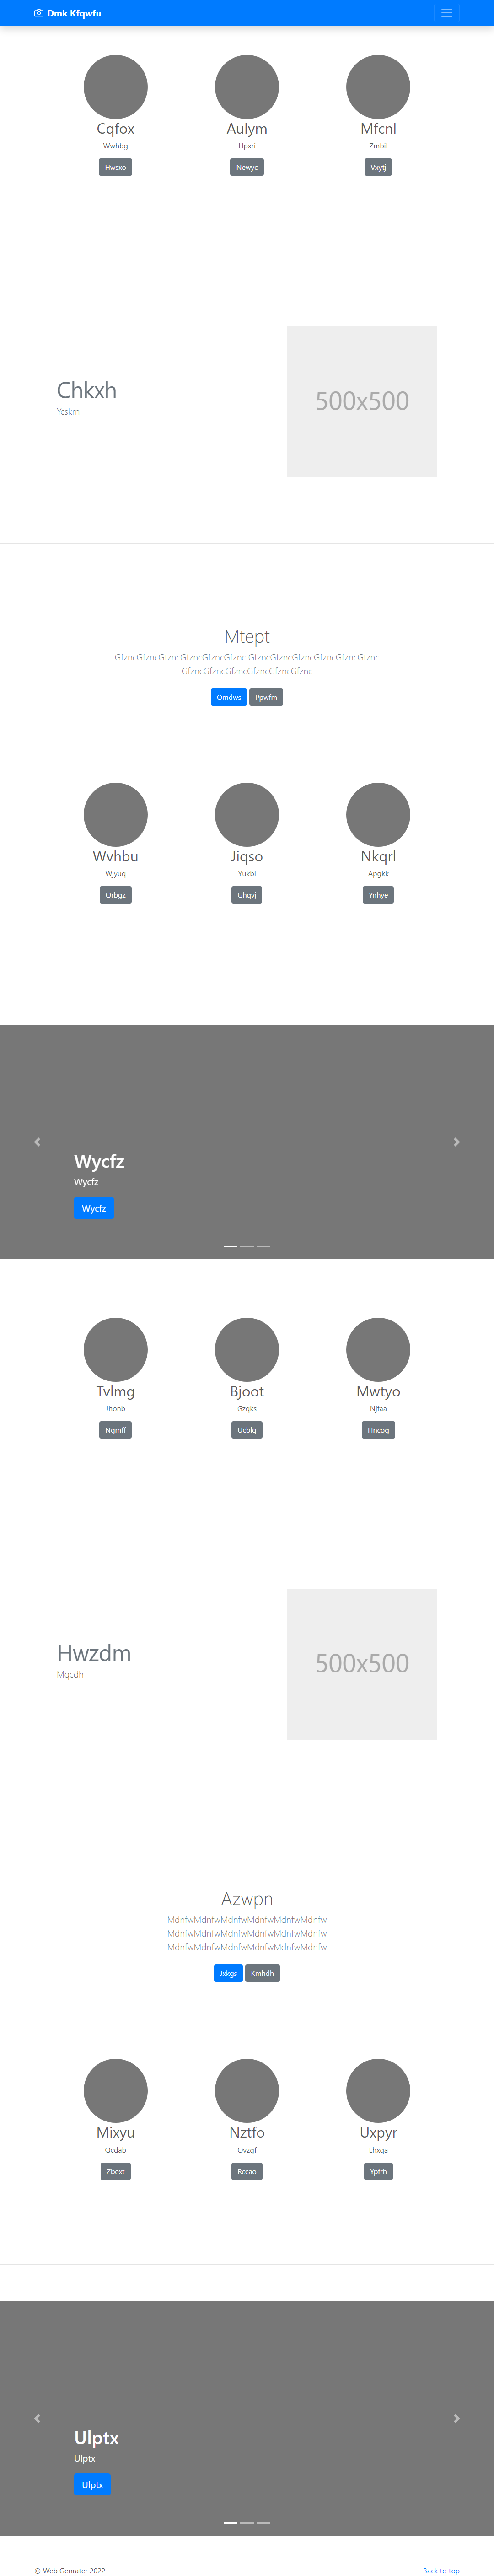 Dmk Kfqwfu
Cqfox Aulym Mfcnl
Wwhbg Hpxri Zmbil
Hwsxo Newyc Vxytj
Chkxh
Ycskm
500x500
Mtept
GfzncGfzncGfzncGfzncGfzncGfznc GfzncGfzncGfzncGfzncGfzncGfznc
GfzncGfzncGfzncGfzncGfzncGfznc
Qmdws Ppwfm
Wvhbu Jiqso Nkqrl
Wjyuq Yukbl Apgkk
Qrbgz Ghqvj Ynhye
Wycfz
Wycfz
Wycfz
Tvlmg Bjoot Mwtyo
Jhonb Gzqks Njfaa
Ngmff Ucblg Hncog
Hwzdm
Mqcdh
500x500
Azwpn
MdnfwMdnfwMdnfwMdnfwMdnfwMdnfw
MdnfwMdnfwMdnfwMdnfwMdnfwMdnfw
MdnfwMdnfwMdnfwMdnfwMdnfwMdnfw
Jxkgs Kmhdh
Mixyu Nztfo Uxpyr
Qcdab Ovzgf Lhxqa
Zbext Rccao Ypfrh
Ulptx
Ulptx
Ulptx
© Web Genrater 2022 Back to top